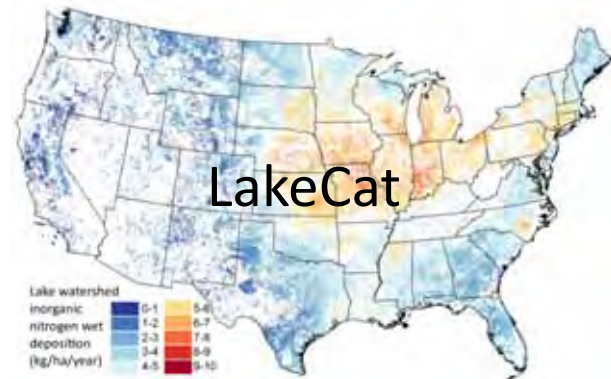 LakeCat
Lake watershed
inorganic
nitrogen wet
deposition
(kg/ha/year)
0-1
1-2
2-3
3-4
4-5
5-6
6-7
7-8
8-9
9-10